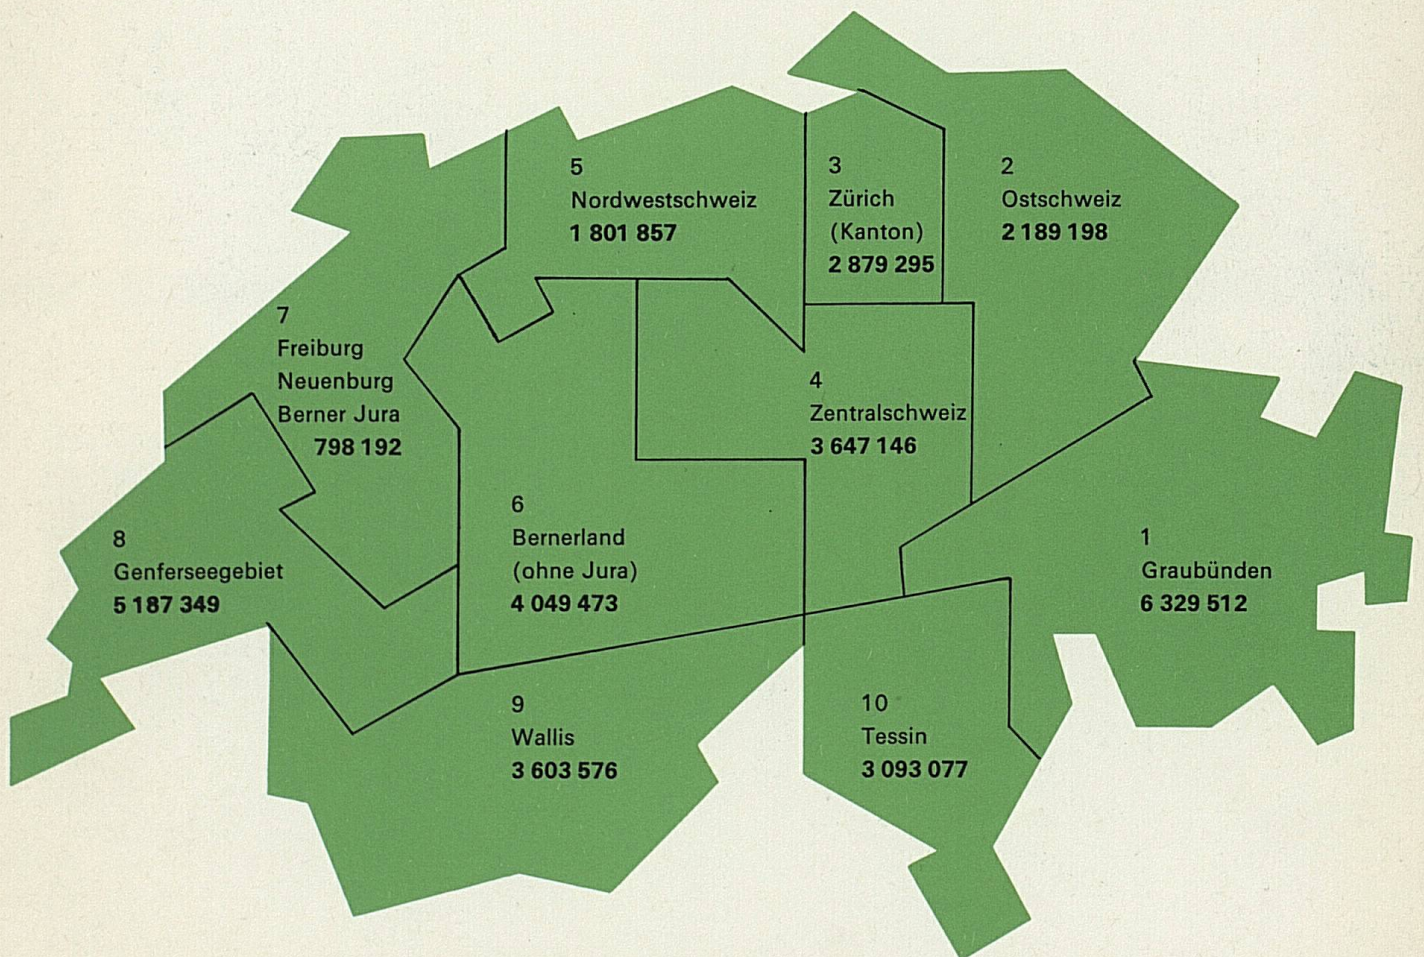 5
Nordwestschweiz
1 801 857
3
Zürich
(Kanton)
2 879 295
2
Ostschweiz
2 189 198
7
Freiburg
Neuenburg
Berner Jura
798 192
4
Zentralschweiz
3 647 146
6
Bernerland
(ohne Jura)
4 049 473
8
Genferseegebiet
5 187 349
1
Graubünden
6 329 512
9
Wallis
3 603 576
10
Tessin
3 093 077